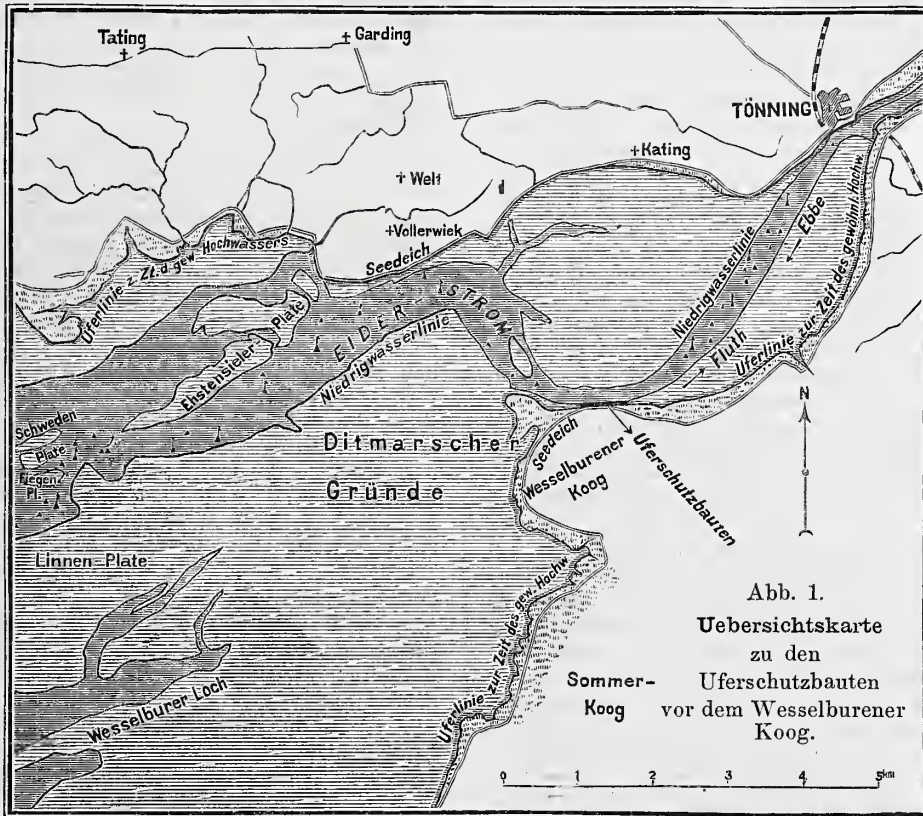 Tating
Garding
TÖNNING
Kating
Welt
Vollerwiek
Seedeich
Uferlinie z. Zt. d. gew. Hochwassers
Niedrigwasserlinie
Ebbe
Fluth
Uferlinie zur Zeit des gewöhnl. Hochw.
EIDER-STROM
Ehstensieler-Plate
Niedrigwasserlinie
Schweden
Plate
Fiegen
Pl.
Ditmarscher
Gründe
Seedeich
Wesselburener
Koog
Uferschutzbauten
N
Linnen-Plate
Wesselburer Loch
Uferlinie zur Zeit des gew. Hochw.
Sommer-
Koog
Abb. 1.
Uebersichtskarte
zu den
Uferschutzbauten
vor dem Wesselburener
Koog.
0 1 2 3 4 5km